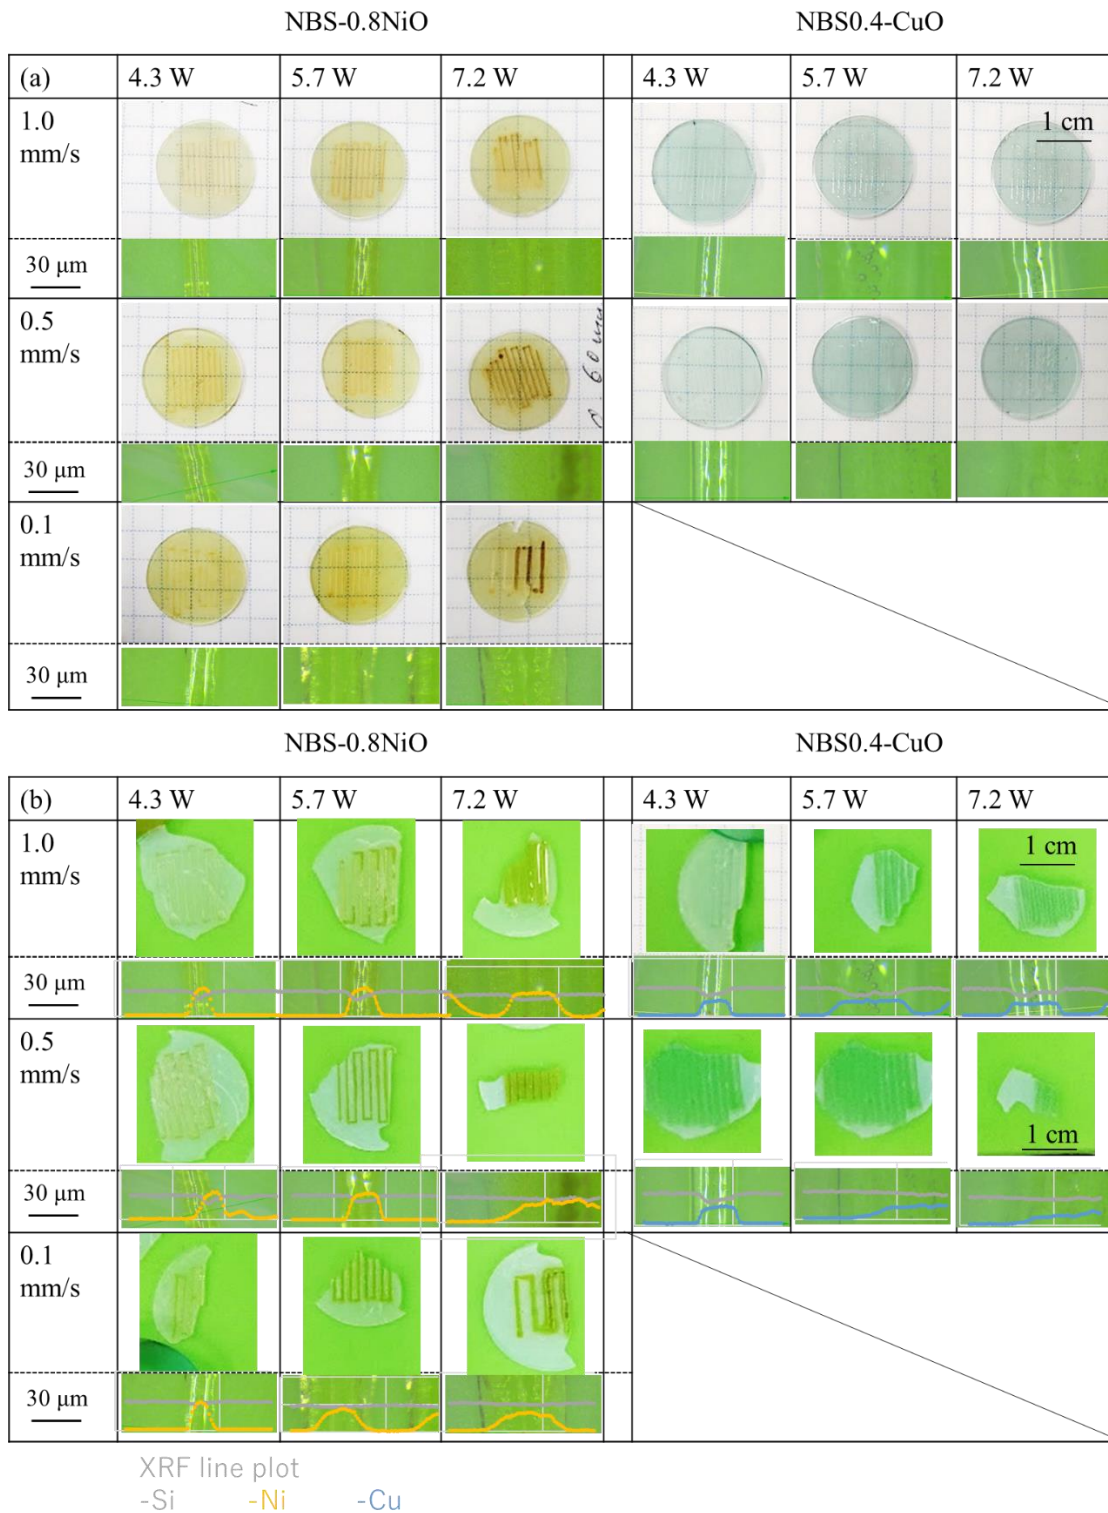 NBS-0.8NiO NBS0.4-CuO
(a) 4.3 W 5.7 W 7.2 W 4.3 W 5.7 W 7.2 W
1.0
mm/s
1 cm
30 μm
0.5
mm/s
30 μm
0.1
mm/s
30 μm
NBS-0.8NiO NBS0.4-CuO
(b) 4.3 W 5.7 W 7.2 W 4.3 W 5.7 W 7.2 W
1.0
mm/s
1 cm
30 μm
0.5
mm/s
1 cm
30 μm
0.1
mm/s
30 μm
XRF line plot
-Si -Ni -Cu